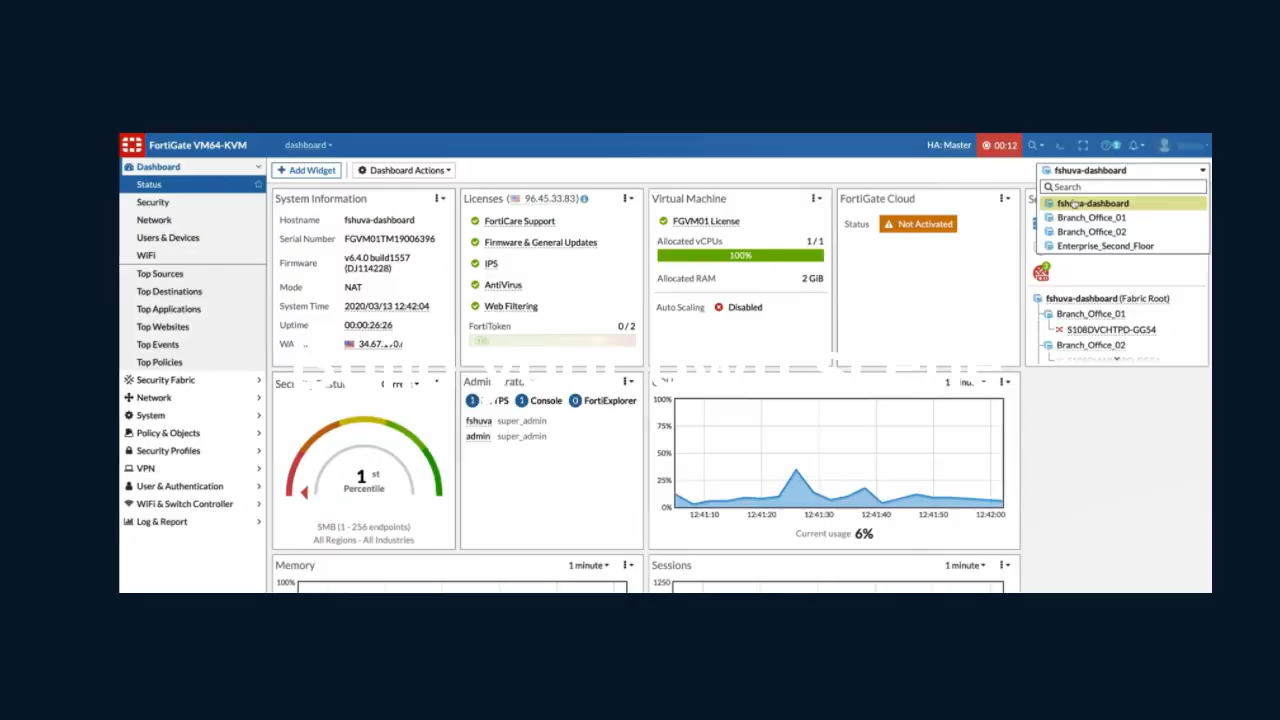 FortiGate VM64-KVM
dashboard
HA: Master
00:12
Dashboard
Status
Security
Network
Users & Devices
WiFi
Top Sources
Top Destinations
Top Applications
Top Websites
Top Events
Top Policies
Security Fabric
Network
System
Policy & Objects
Security Profiles
VPN
User & Authentication
WiFi & Switch Controller
Log & Report
+ Add Widget
Dashboard Actions
System Information
Hostname fshuva-dashboard
Serial Number FGVM01TM19006396
Firmware v6.4.0 build1557 (DJ114228)
Mode NAT
System Time 2020/03/13 12:42:04
Uptime 00:00:26:26
Licenses (96.45.33.83)
FortiCare Support
Firmware & General Updates
IPS
AntiVirus
Web Filtering
FortiToken 0 / 2
Virtual Machine
FGVM01 License
Allocated vCPUs 1 / 1
100%
Allocated RAM 2 GiB
Auto Scaling Disabled
FortiGate Cloud
Status Not Activated
fshuva-dashboard
Search
fshuva-dashboard
Branch_Office_01
Branch_Office_02
Enterprise_Second_Floor
fshuva-dashboard (Fabric Root)
Branch_Office_01
S108DVCHTPD-GG54
Branch_Office_02
1 st
Percentile
SMB (1 - 256 endpoints)
All Regions - All Industries
1 Console
0 FortiExplorer
fshuva super_admin
admin super_admin
100%
75%
50%
25%
0%
12:41:10 12:41:20 12:41:30 12:41:40 12:41:50 12:42:00
Current usage 6%
Memory
1 minute
100%
Sessions
1 minute
1250